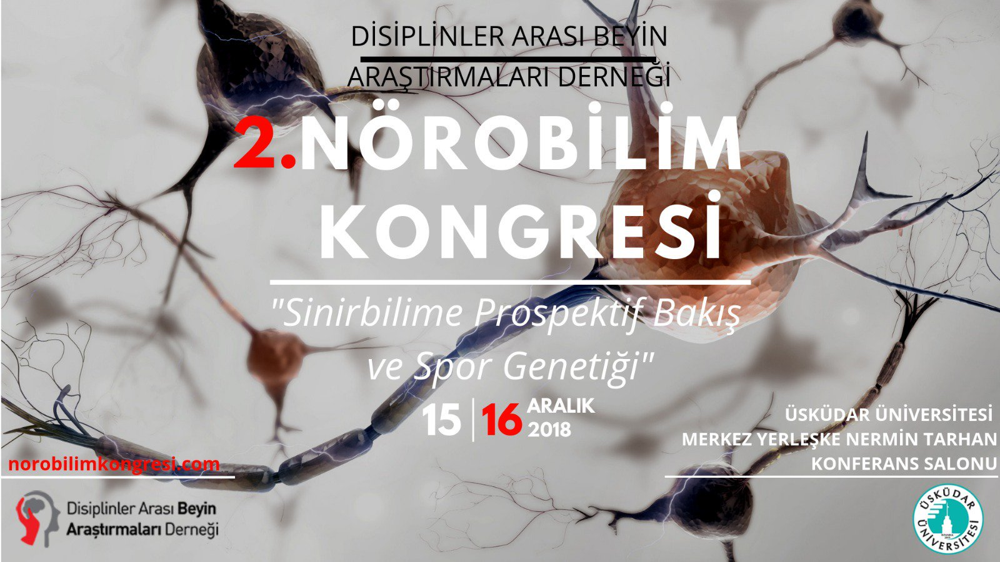 DİSİPLİNLER ARASI BEYİN
ARAŞTIRMALARI DERNEĞİ
2.NÖROBİLİM
KONGRESİ
"Sinirbilime Prospektif Bakış
ve Spor Genetiği"
15 | 16 ARALIK
2018
ÜSKÜDAR ÜNİVERSİTESİ
MERKEZ YERLEŞKE NERMİN TARHAN
KONFERANS SALONU
norobilimkongresi.com
Disiplinler Arası Beyin
Araştırmaları Derneği
ÜSKÜDAR ÜNİVERSİTESİ
İSTANBUL